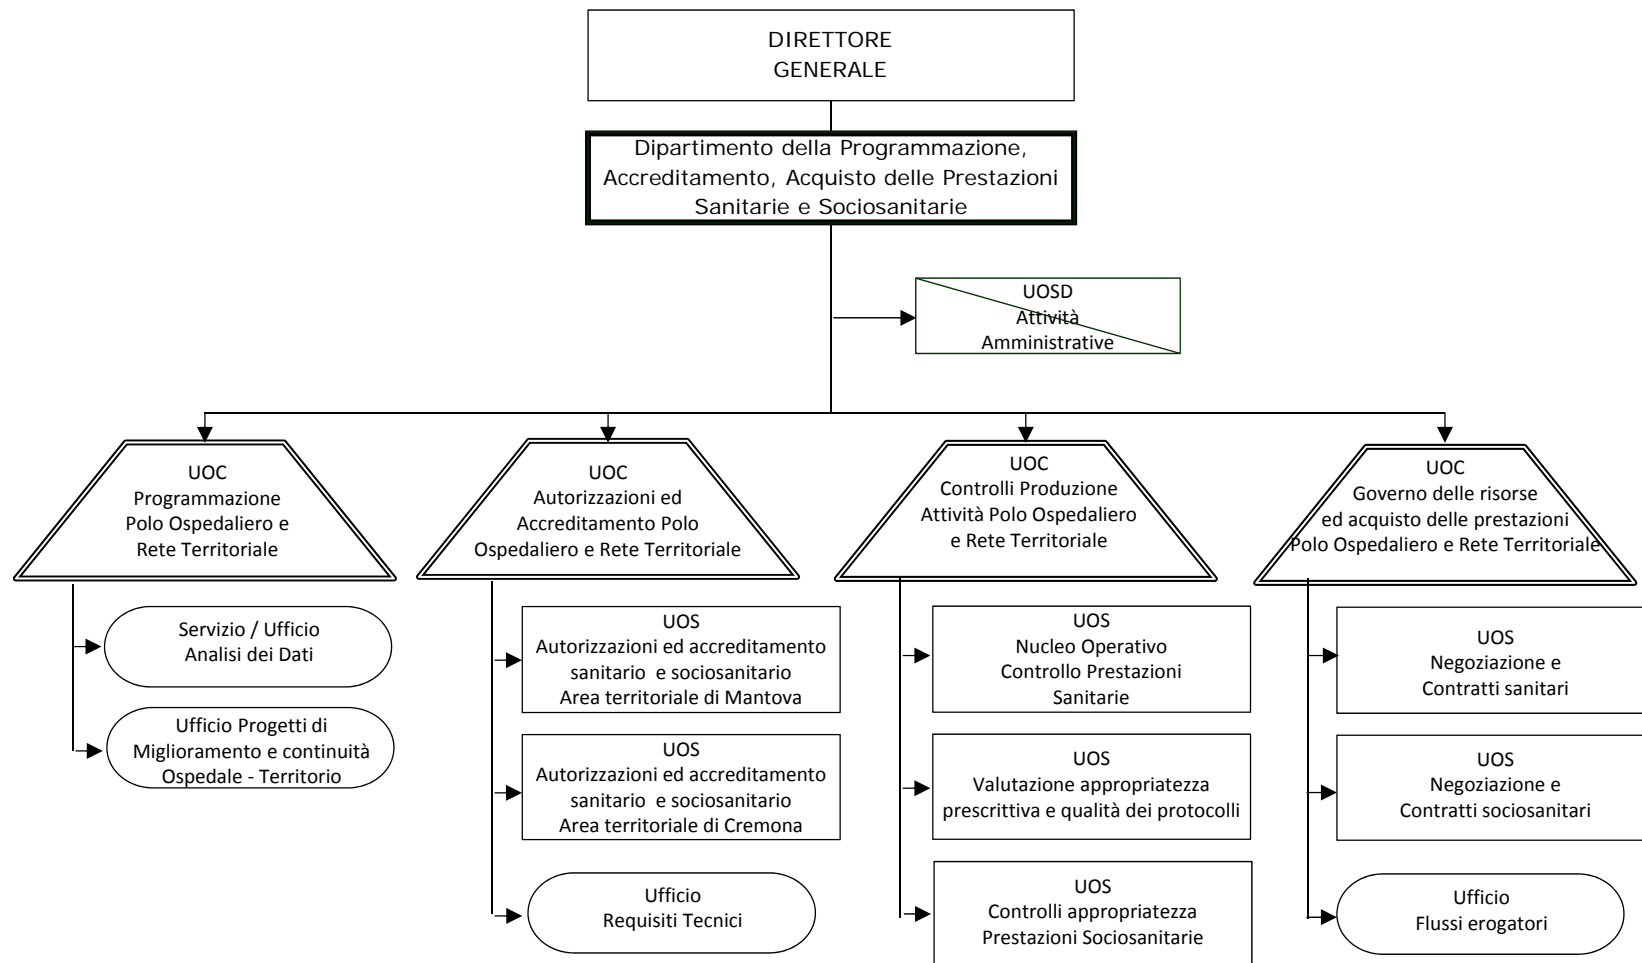 DIRETTORE
GENERALE
Dipartimento della Programmazione,
Accreditamento, Acquisto delle Prestazioni
Sanitarie e Sociosanitarie
UOSD
Attività
Amministrative
UOC
Programmazione
Polo Ospedaliero e
Rete Territoriale
UOC
Autorizzazioni ed
Accreditamento Polo
Ospedaliero e Rete Territoriale
UOC
Controlli Produzione
Attività Polo Ospedaliero
e Rete Territoriale
UOC
Governo delle risorse
ed acquisto delle prestazioni
Polo Ospedaliero e Rete Territoriale
Servizio / Ufficio
Analisi dei Dati
Ufficio Progetti di
Miglioramento e continuità
Ospedale - Territorio
UOS
Autorizzazioni ed accreditamento
sanitario e sociosanitario
Area territoriale di Mantova
UOS
Autorizzazioni ed accreditamento
sanitario e sociosanitario
Area territoriale di Cremona
Ufficio
Requisiti Tecnici
UOS
Nucleo Operativo
Controllo Prestazioni
Sanitarie
UOS
Valutazione appropriatezza
prescrittiva e qualità dei protocolli
UOS
Controlli appropriatezza
Prestazioni Sociosanitarie
UOS
Negoziazione e
Contratti sanitari
UOS
Negoziazione e
Contratti sociosanitari
Ufficio
Flussi erogatori